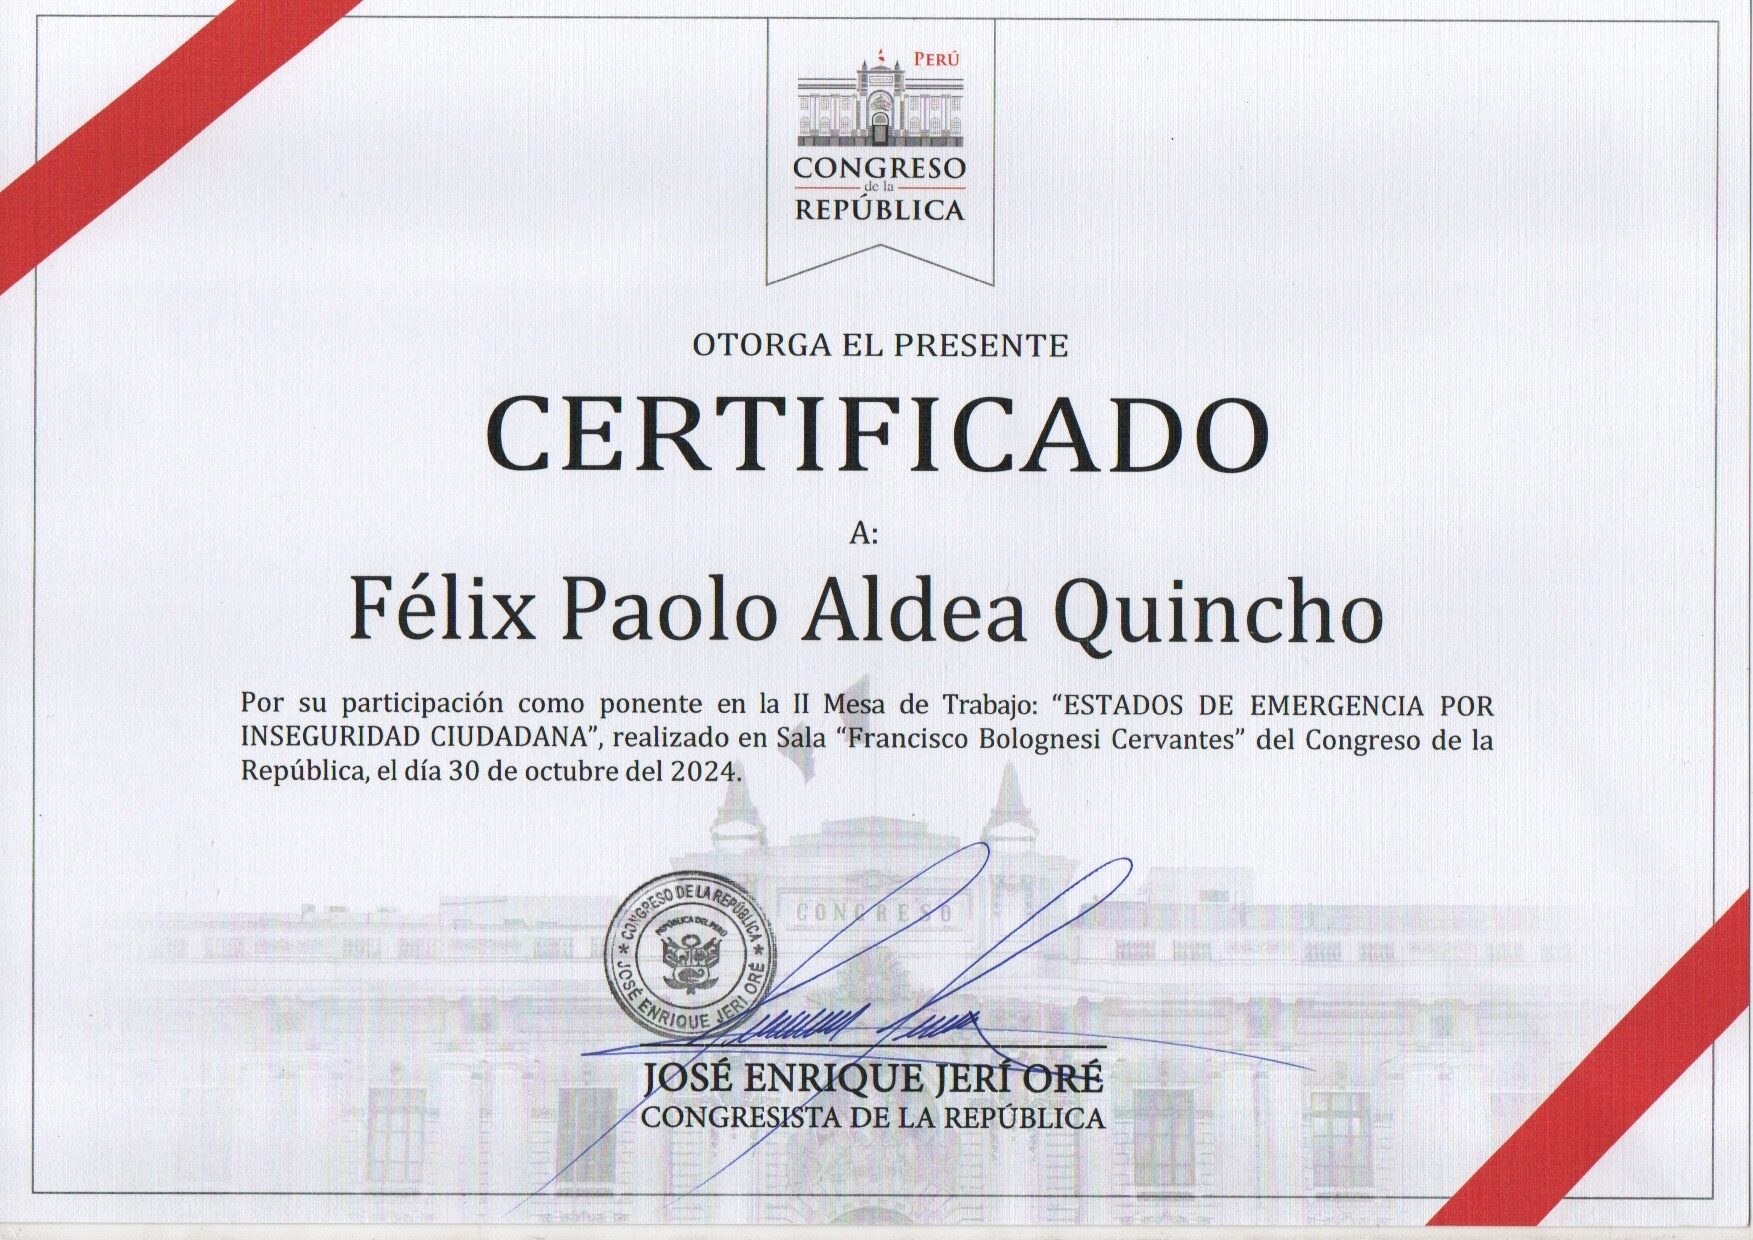 PERÚ
CONGRESO
de la
REPÚBLICA
OTORGA EL PRESENTE
CERTIFICADO
A:
Félix Paolo Aldea Quincho
Por su participación como ponente en la II Mesa de Trabajo: “ESTADOS DE EMERGENCIA POR
INSEGURIDAD CIUDADANA”, realizado en Sala “Francisco Bolognesi Cervantes” del Congreso de la
República, el día 30 de octubre del 2024.
CONGRESO
CONGRESO DE LA REPÚBLICA
REPÚBLICA DEL PERÚ
JOSÉ ENRIQUE JERI ORÉ
JOSÉ ENRIQUE JERÍ ORÉ
CONGRESISTA DE LA REPÚBLICA